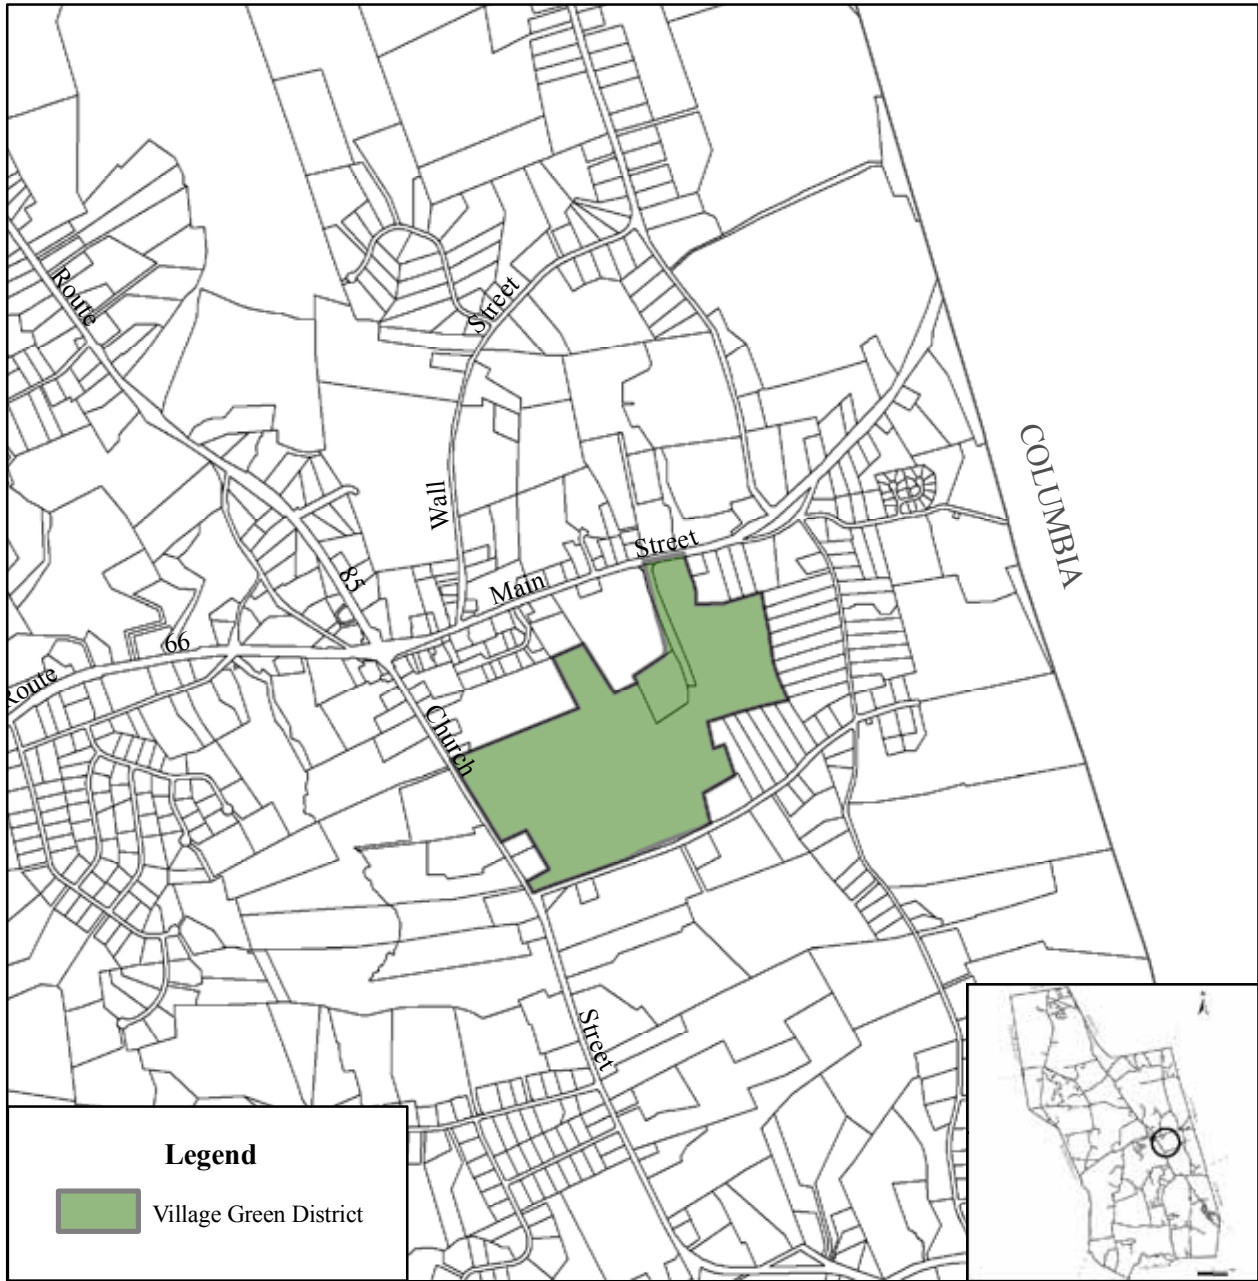 Route
Street
COLUMBIA
Wall
Street
85
Main
66
Route
Church
Street
Legend
Village Green District